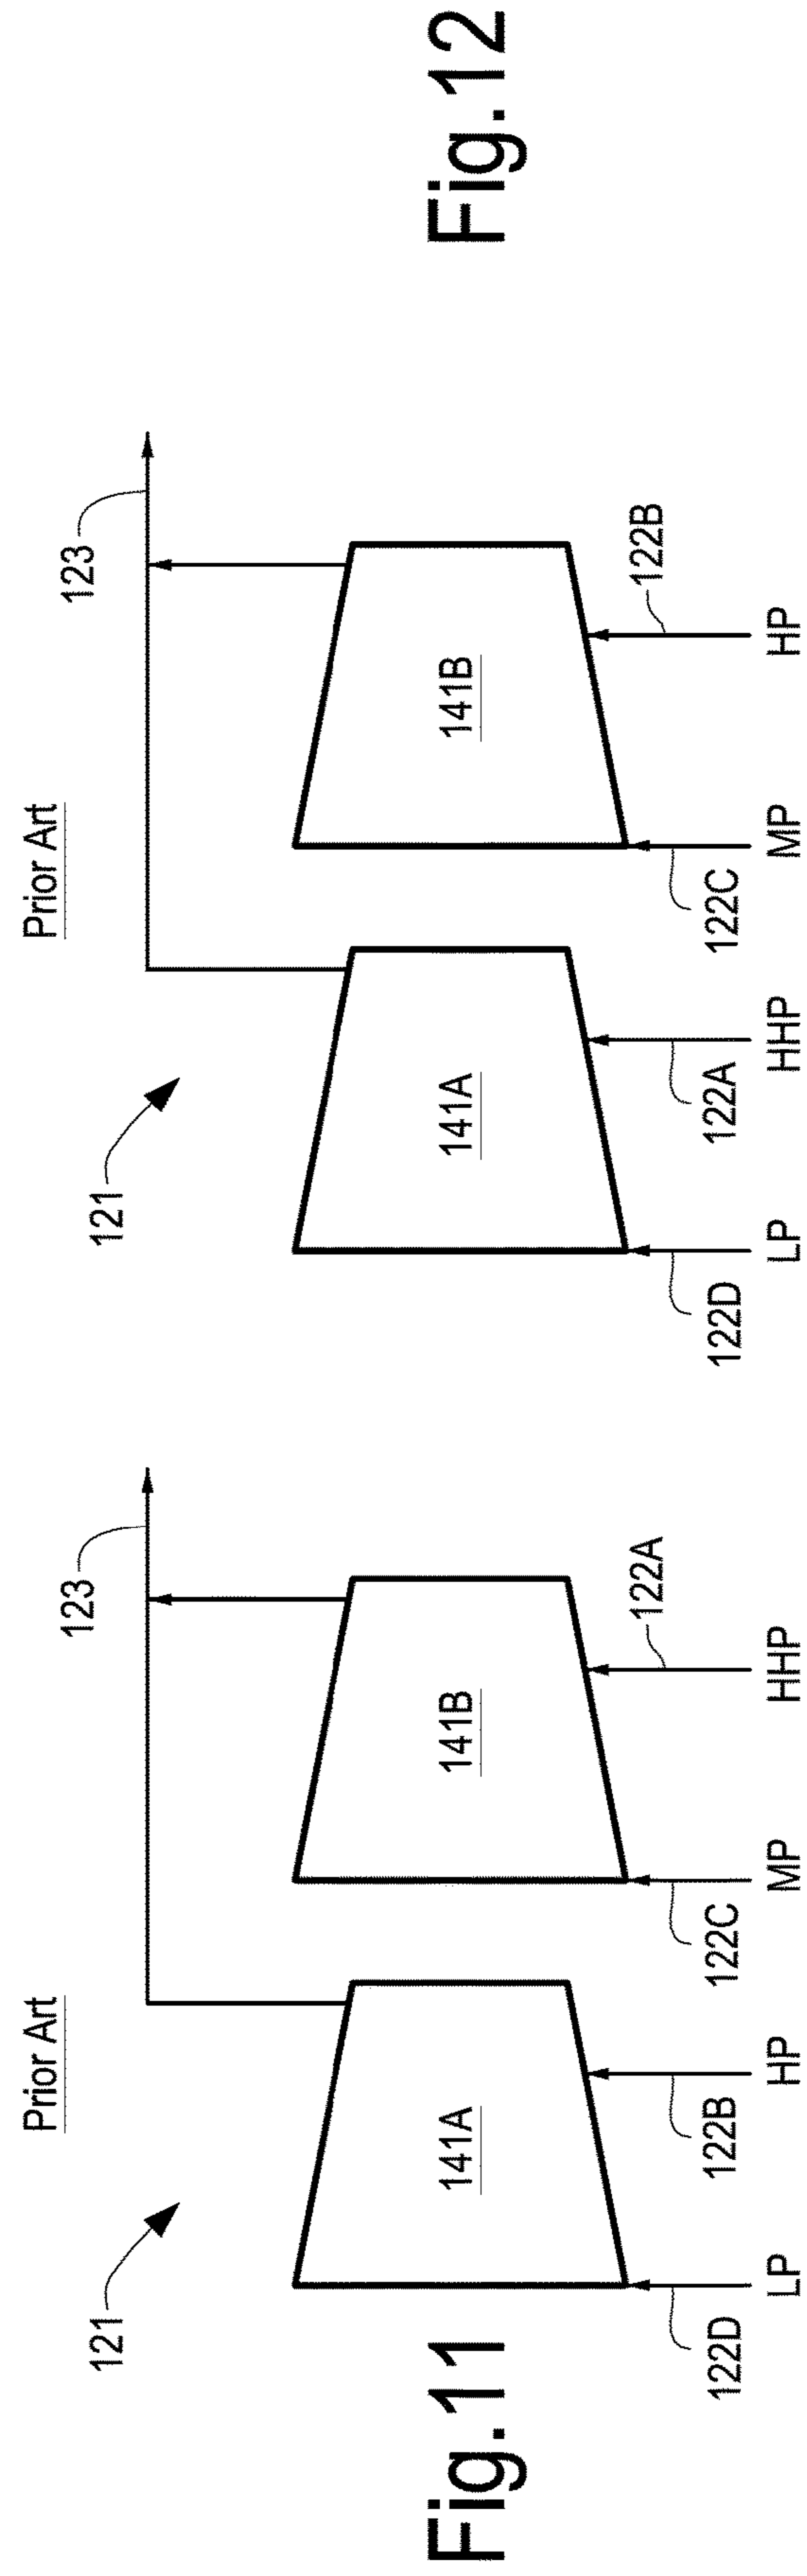 Fig.11
Prior Art
121
123
141A
141B
122D
122B
122C
122A
LP
HP
MP
HHP
Prior Art
121
123
141A
141B
122D
122A
122C
122B
LP
HHP
MP
HP
Fig.12